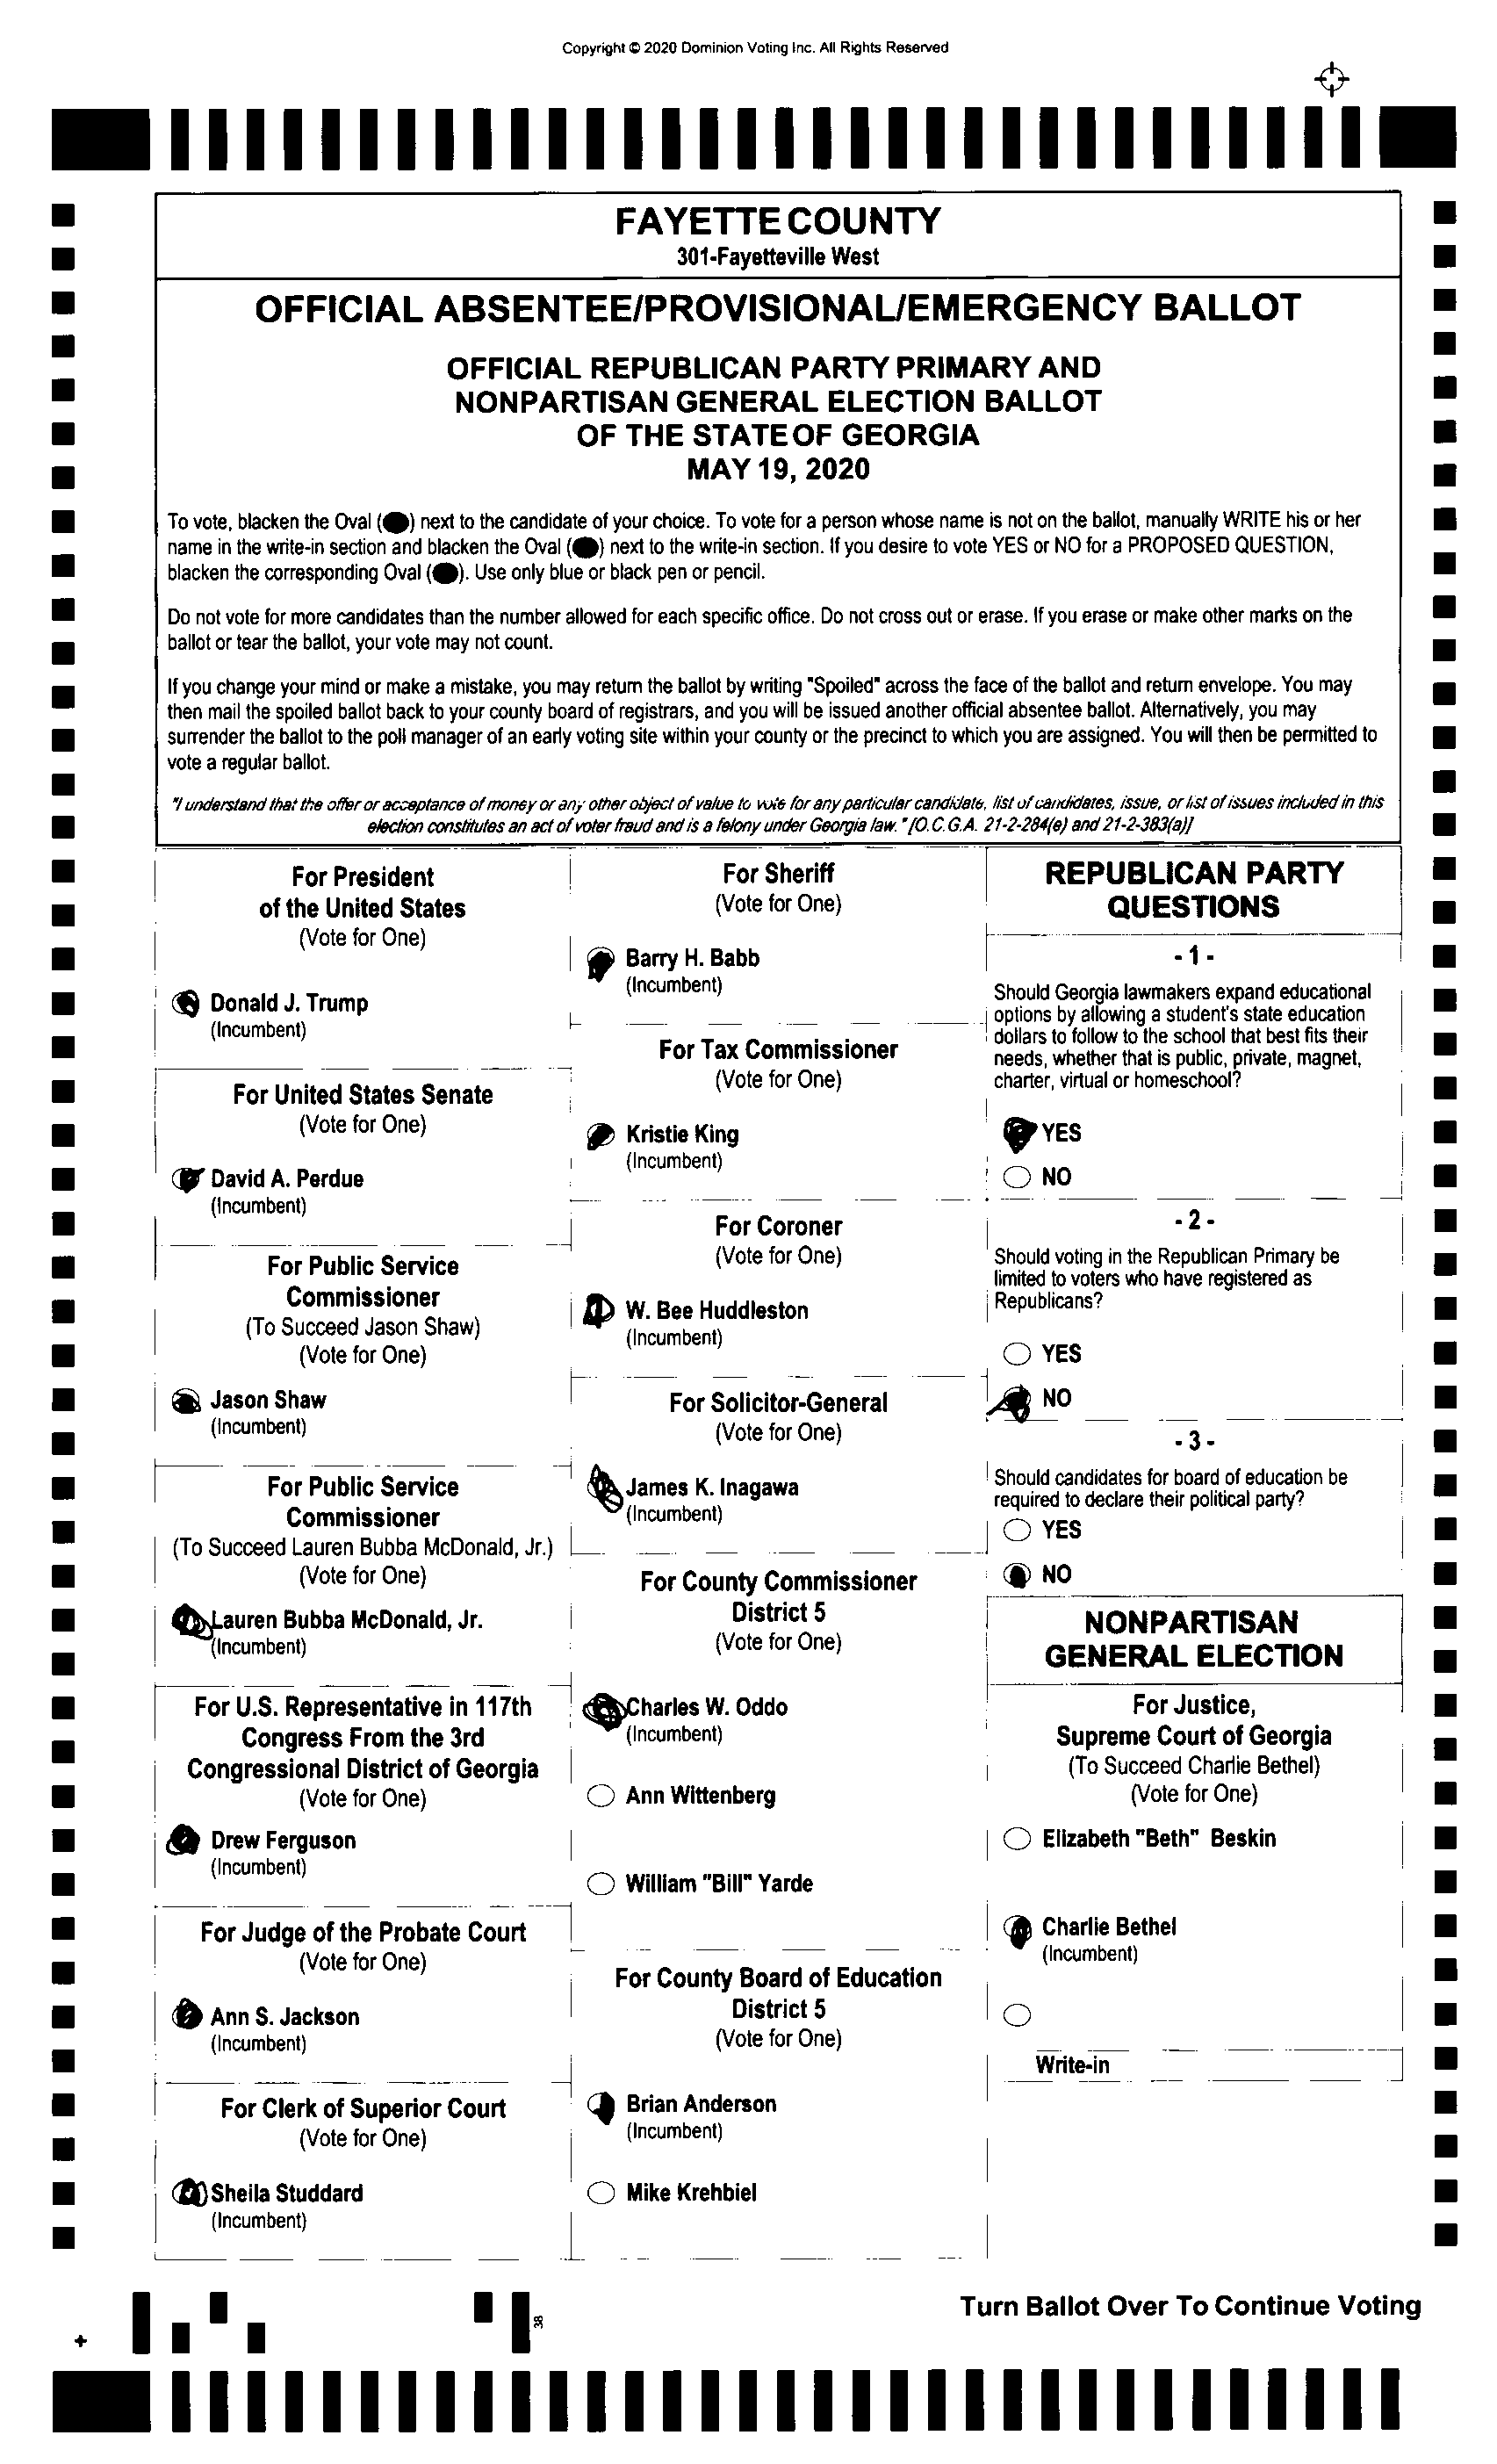 Copyright © 2020 Dominion Voting Inc. All Rights Reserved
FAYETTE COUNTY
301-Fayetteville West
OFFICIAL ABSENTEE/PROVISIONAL/EMERGENCY BALLOT
OFFICIAL REPUBLICAN PARTY PRIMARY AND
NONPARTISAN GENERAL ELECTION BALLOT
OF THE STATE OF GEORGIA
MAY 19, 2020
To vote, blacken the Oval ( ) next to the candidate of your choice. To vote for a person whose name is not on the ballot, manually WRITE his or her
name in the write-in section and blacken the Oval ( ) next to the write-in section. If you desire to vote YES or NO for a PROPOSED QUESTION,
blacken the corresponding Oval ( ). Use only blue or black pen or pencil.
Do not vote for more candidates than the number allowed for each specific office. Do not cross out or erase. If you erase or make other marks on the
ballot or tear the ballot, your vote may not count.
If you change your mind or make a mistake, you may return the ballot by writing "Spoiled" across the face of the ballot and return envelope. You may
then mail the spoiled ballot back to your county board of registrars, and you will be issued another official absentee ballot. Alternatively, you may
surrender the ballot to the poll manager of an early voting site within your county or the precinct to which you are assigned. You will then be permitted to
vote a regular ballot.
"I understand that the offer or acceptance of money or any other object of value to vote for any particular candidate, list of candidates, issue, or list of issues included in this
election constitutes an act of voter fraud and is a felony under Georgia law. "[O.C.G.A. 21-2-284(e) and 21-2-383(a)]
For President
of the United States
(Vote for One)
Donald J. Trump
(Incumbent)
For United States Senate
(Vote for One)
David A. Perdue
(Incumbent)
For Public Service
Commissioner
(To Succeed Jason Shaw)
(Vote for One)
Jason Shaw
(Incumbent)
For Public Service
Commissioner
(To Succeed Lauren Bubba McDonald, Jr.)
(Vote for One)
Lauren Bubba McDonald, Jr.
(Incumbent)
For U.S. Representative in 117th
Congress From the 3rd
Congressional District of Georgia
(Vote for One)
Drew Ferguson
(Incumbent)
For Judge of the Probate Court
(Vote for One)
Ann S. Jackson
(Incumbent)
For Clerk of Superior Court
(Vote for One)
Sheila Studdard
(Incumbent)
For Sheriff
(Vote for One)
Barry H. Babb
(Incumbent)
For Tax Commissioner
(Vote for One)
Kristie King
(Incumbent)
For Coroner
(Vote for One)
W. Bee Huddleston
(Incumbent)
For Solicitor-General
(Vote for One)
James K. Inagawa
(Incumbent)
For County Commissioner
District 5
(Vote for One)
Charles W. Oddo
(Incumbent)
Ann Wittenberg
William "Bill" Yarde
For County Board of Education
District 5
(Vote for One)
Brian Anderson
(Incumbent)
Mike Krehbiel
REPUBLICAN PARTY
QUESTIONS
- 1 -
Should Georgia lawmakers expand educational
options by allowing a student's state education
dollars to follow to the school that best fits their
needs, whether that is public, private, magnet,
charter, virtual or homeschool?
YES
NO
- 2 -
Should voting in the Republican Primary be
limited to voters who have registered as
Republicans?
YES
NO
- 3 -
Should candidates for board of education be
required to declare their political party?
YES
NO
NONPARTISAN
GENERAL ELECTION
For Justice,
Supreme Court of Georgia
(To Succeed Charlie Bethel)
(Vote for One)
Elizabeth "Beth" Beskin
Charlie Bethel
(Incumbent)
Write-in
38
Turn Ballot Over To Continue Voting